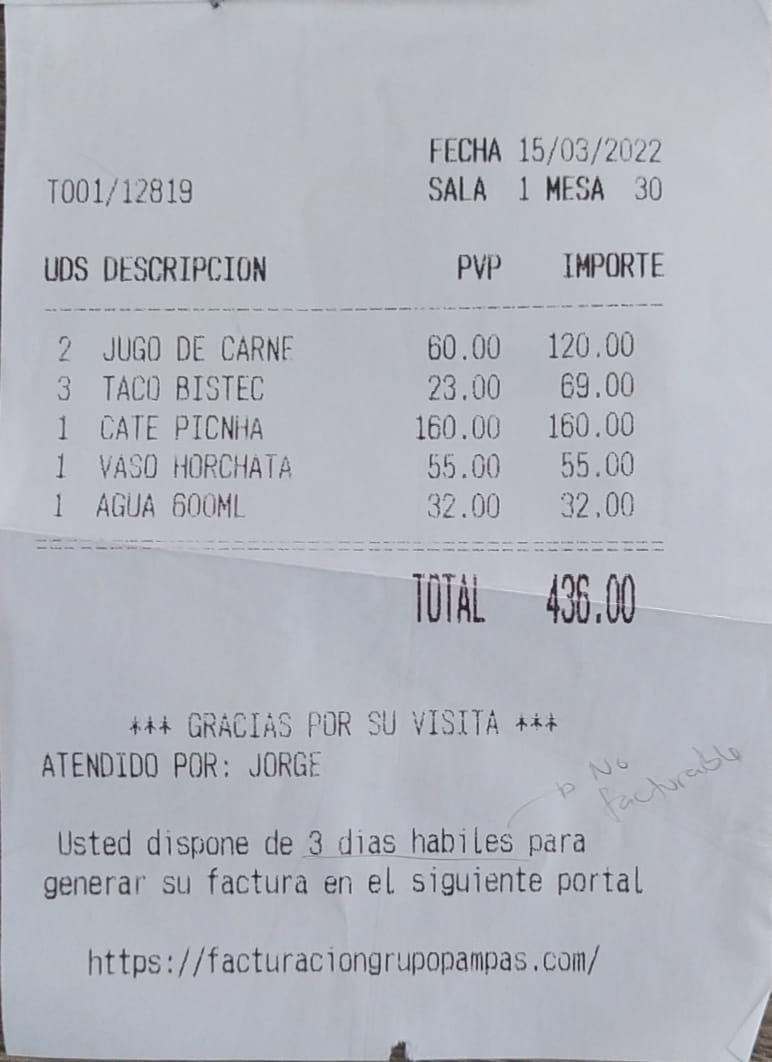 FECHA 15/03/2022
T001/12819 SALA 1 MESA 30
UDS DESCRIPCION PVP IMPORTE
2 JUGO DE CARNE 60.00 120.00
3 TACO BISTEC 23.00 69.00
1 CATE PICNHA 160.00 160.00
1 VASO HORCHATA 55.00 55.00
1 AGUA 600ML 32.00 32.00
TOTAL 436.00
*** GRACIAS POR SU VISITA ***
ATENDIDO POR: JORGE
No
facturable
Usted dispone de 3 dias habiles para
generar su factura en el siguiente portal
https://facturaciongrupopampas.com/